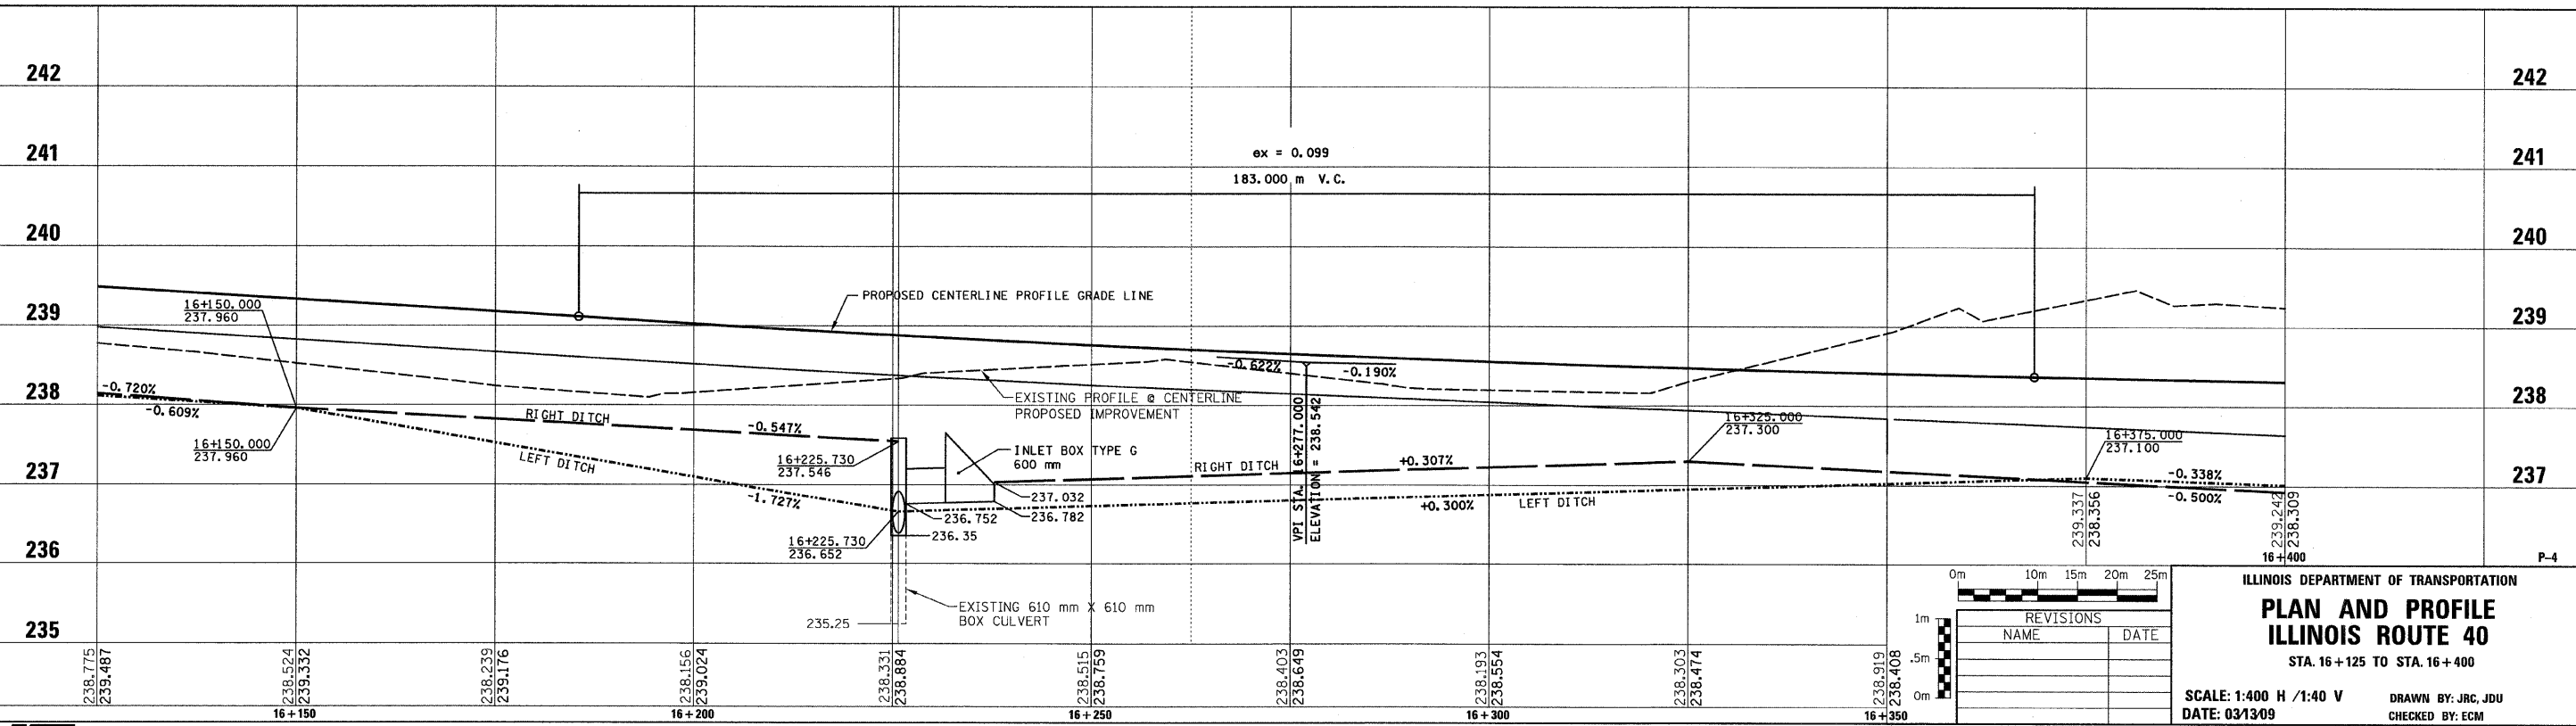 242
242
241
241
240
240
239
239
238
238
237
237
236
235
ex = 0.099
183.000 m V.C.
PROPOSED CENTERLINE PROFILE GRADE LINE
16+150.000
237.960
-0.720%
-0.609%
16+150.000
237.960
RIGHT DITCH
-0.547%
LEFT DITCH
-1.727%
16+225.730
237.546
16+225.730
236.652
EXISTING PROFILE @ CENTERLINE
PROPOSED IMPROVEMENT
INLET BOX TYPE G
600 mm
237.032
236.782
236.752
236.35
EXISTING 610 mm X 610 mm
BOX CULVERT
235.25
-0.622%
-0.190%
VPI STA. 16+277.000
ELEVATION = 238.542
RIGHT DITCH
+0.307%
+0.300%
LEFT DITCH
16+325.000
237.300
16+375.000
237.100
-0.338%
-0.500%
238.775
239.487
238.524
239.332
238.239
239.176
238.156
239.024
238.331
238.884
238.515
238.759
238.403
238.649
238.193
238.554
238.303
238.474
238.919
238.408
239.337
238.356
239.242
238.309
16+150
16+200
16+250
16+300
16+350
16+400
P-4
0m 10m 15m 20m 25m
1m
.5m
0m
REVISIONS
NAME DATE
ILLINOIS DEPARTMENT OF TRANSPORTATION
PLAN AND PROFILE
ILLINOIS ROUTE 40
STA. 16+125 TO STA. 16+400
SCALE: 1:400 H /1:40 V
DRAWN BY: JRC, JDU
DATE: 03/13/09
CHECKED BY: ECM